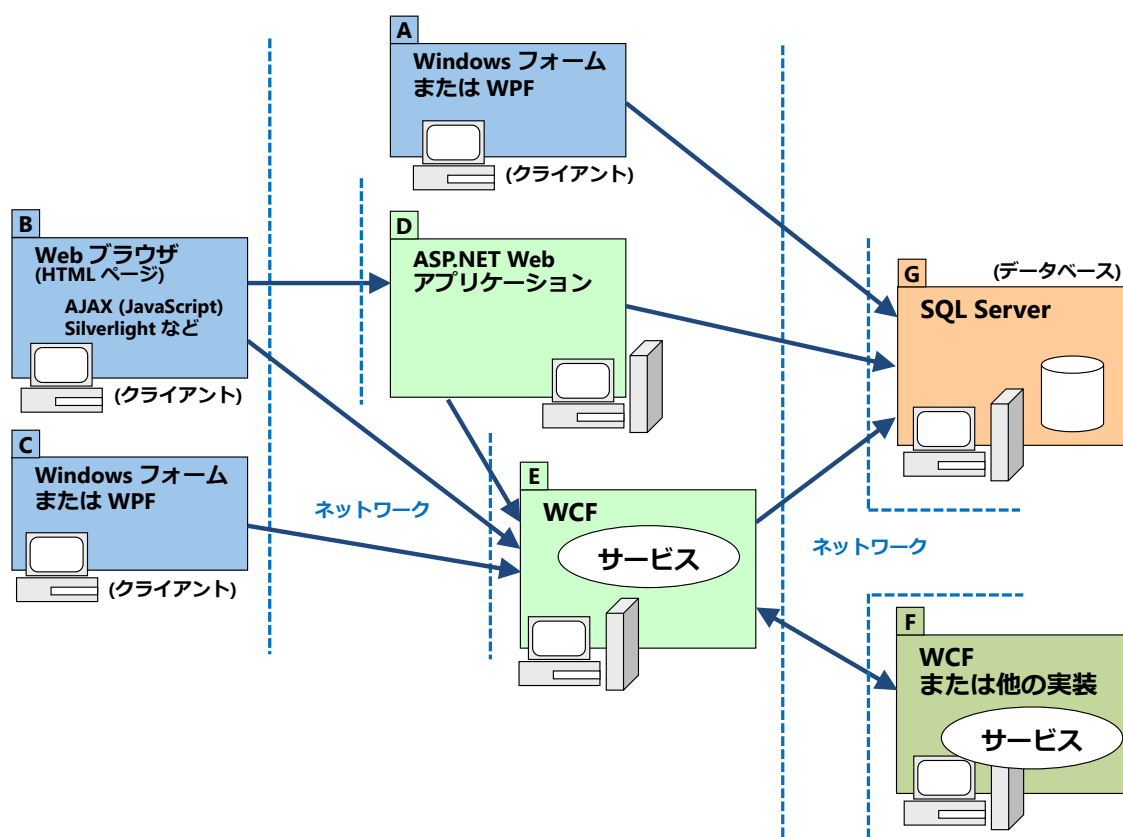 A
Windows フォーム
または WPF
(クライアント)
B
Web ブラウザ
(HTML ページ)
AJAX (JavaScript)
Silverlight など
(クライアント)
C
Windows フォーム
または WPF
(クライアント)
D
ASP.NET Web
アプリケーション
ネットワーク
E
WCF
サービス
G
(データベース)
SQL Server
ネットワーク
F
WCF
または他の実装
サービス